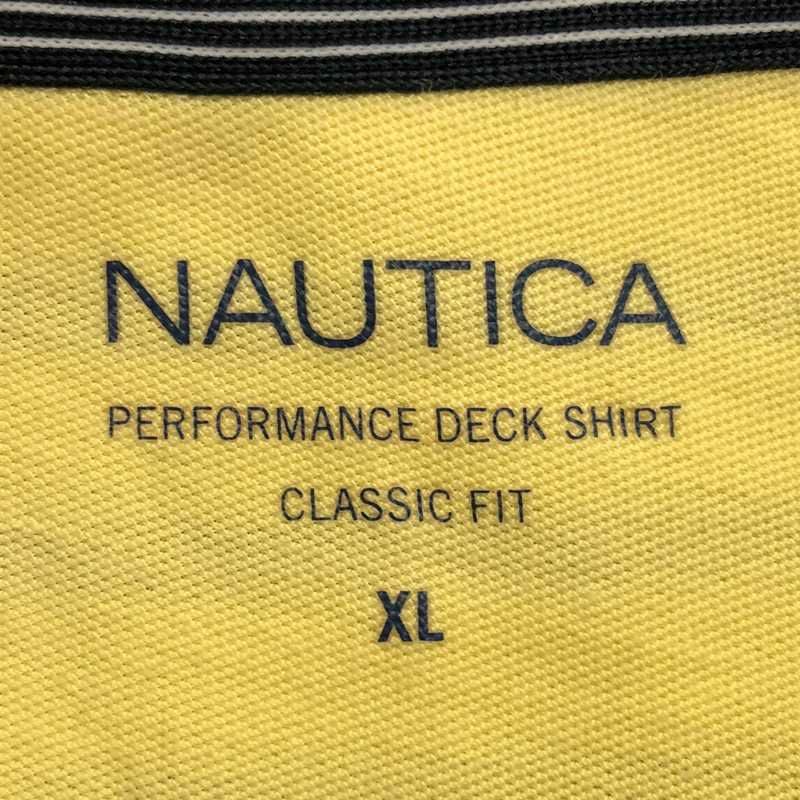 NAUTICA
PERFORMANCE DECK SHIRT
CLASSIC FIT
XL